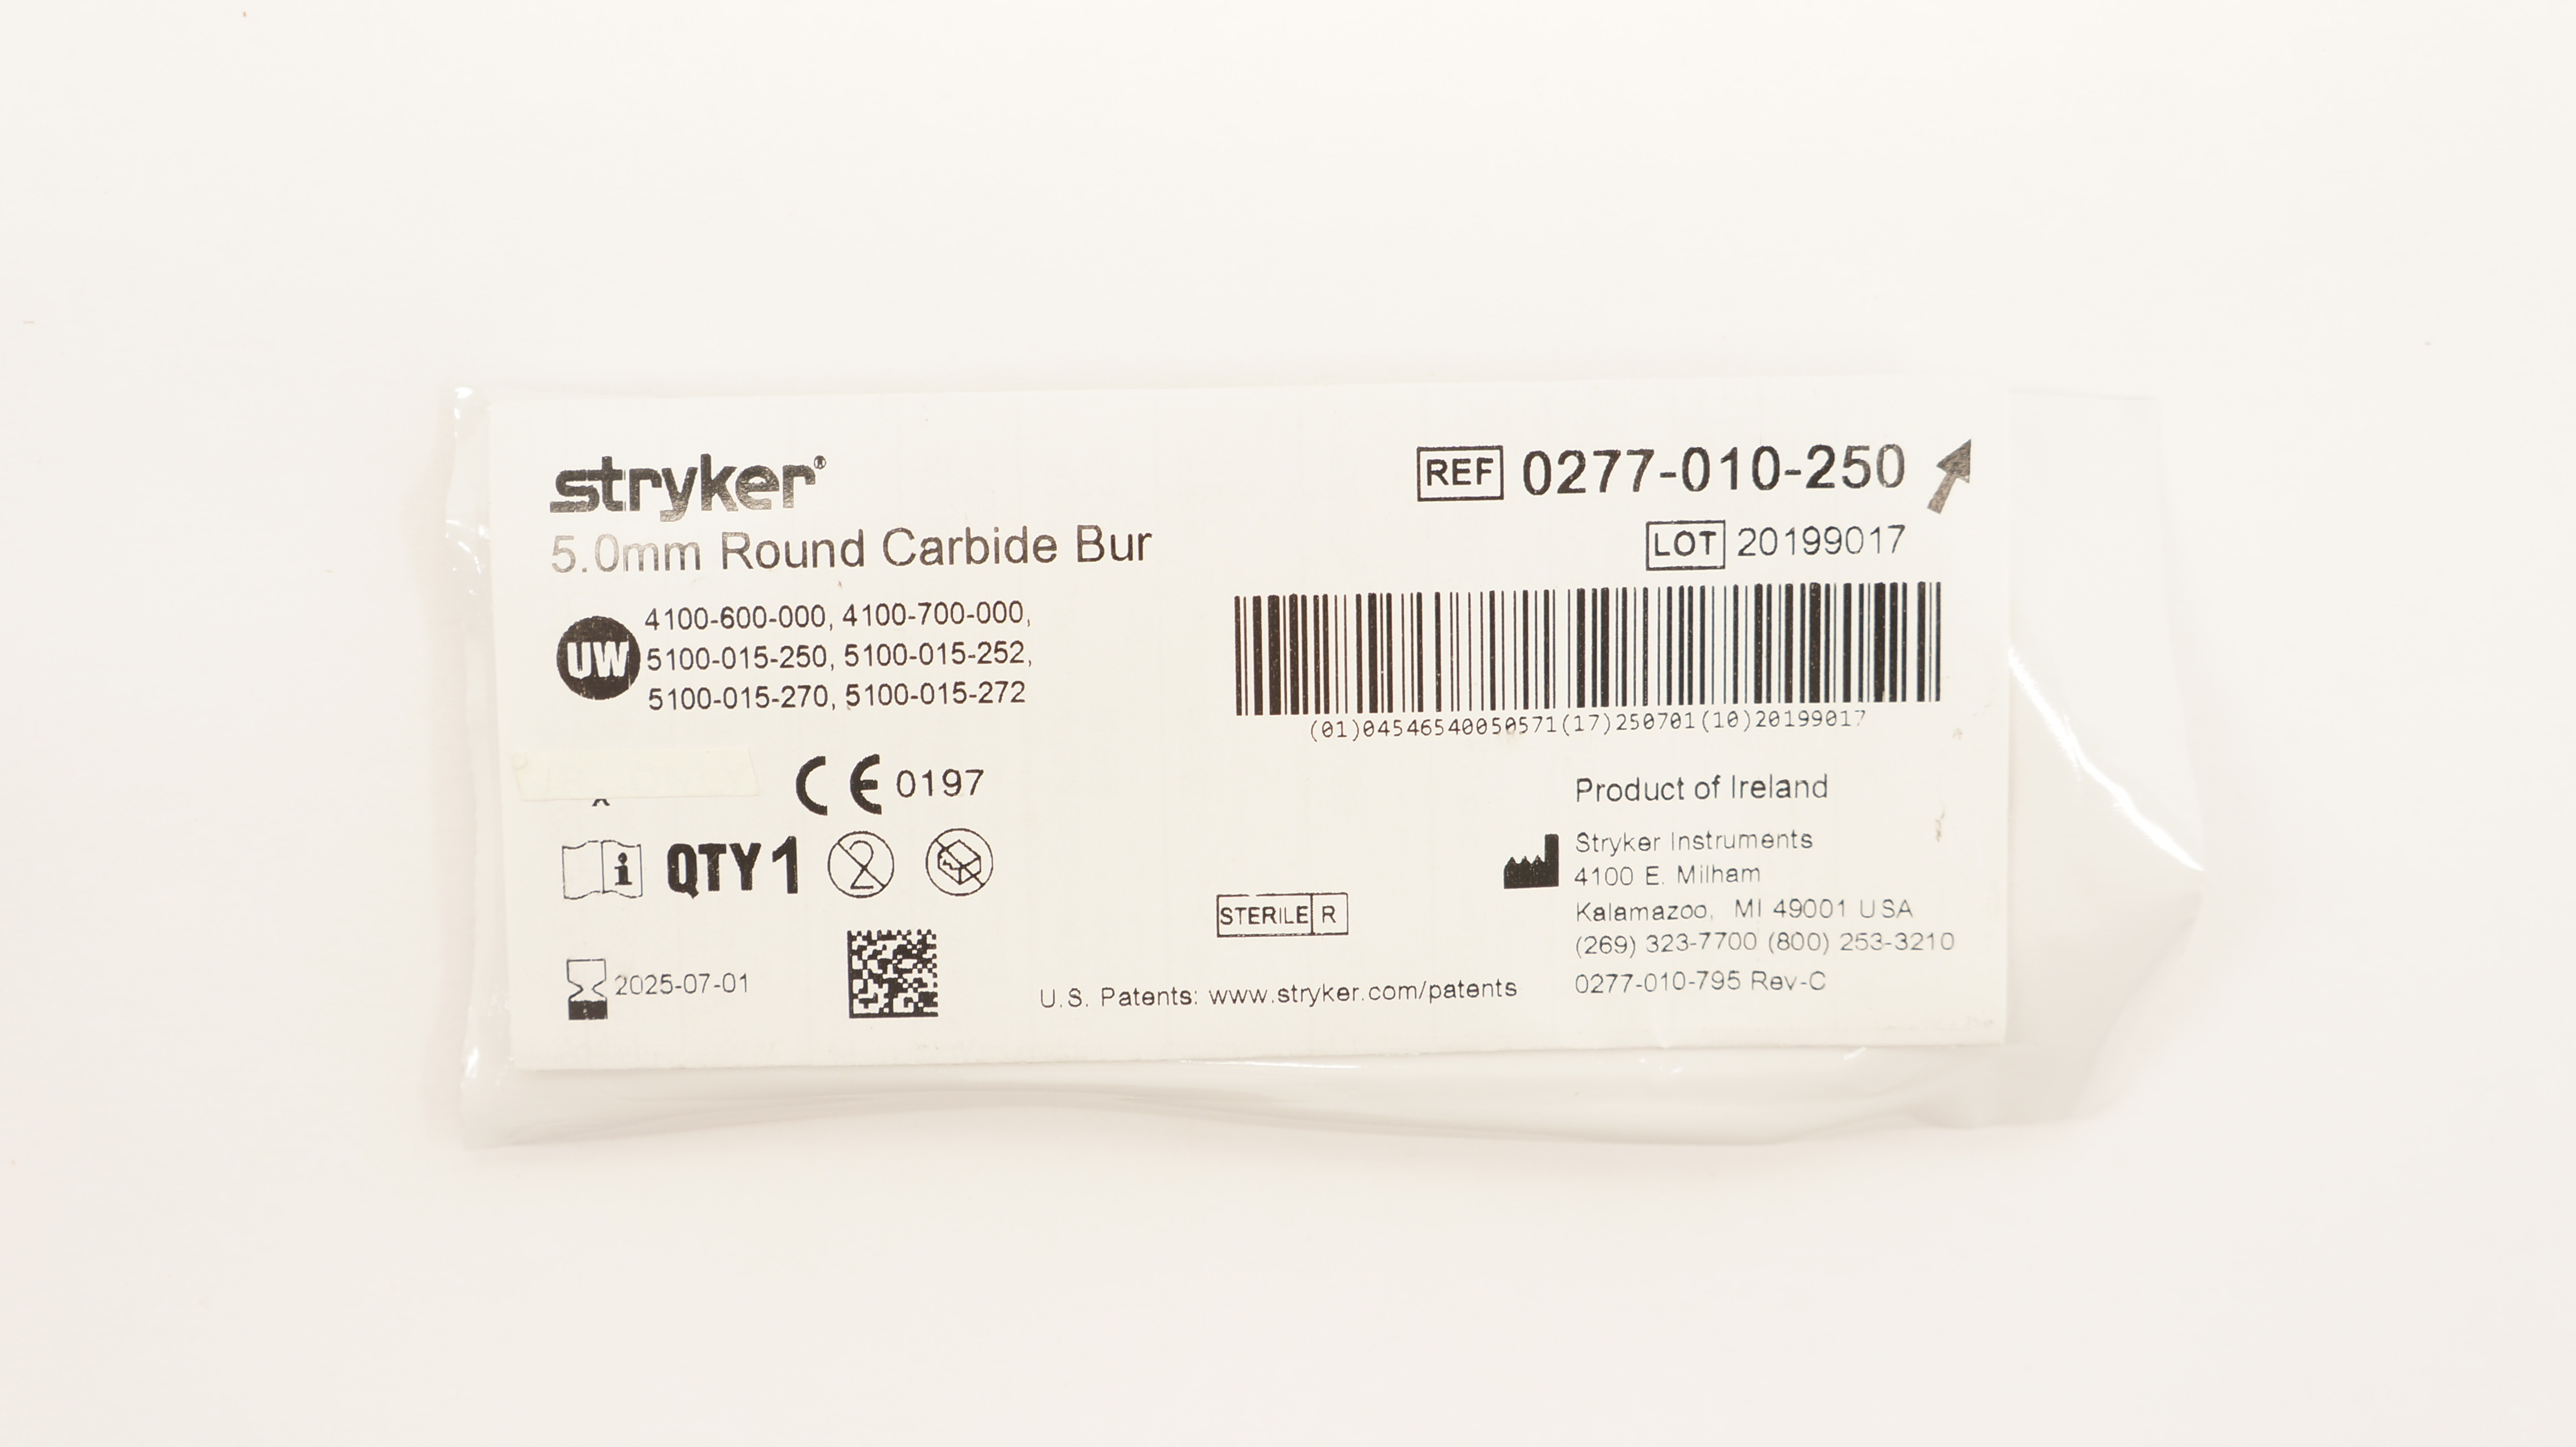 stryker®
5.0mm Round Carbide Bur
UW
4100-600-000, 4100-700-000,
5100-015-250, 5100-015-252,
5100-015-270, 5100-015-272
REF 0277-010-250
LOT 20199017
(01)04546540050571(17)250701(10)20199017
CE 0197
QTY 1
2
2025-07-01
STERILE R
U.S. Patents: www.stryker.com/patents
Product of Ireland
Stryker Instruments
4100 E. Milham
Kalamazoo, MI 49001 USA
(269) 323-7700 (800) 253-3210
0277-010-795 Rev-C